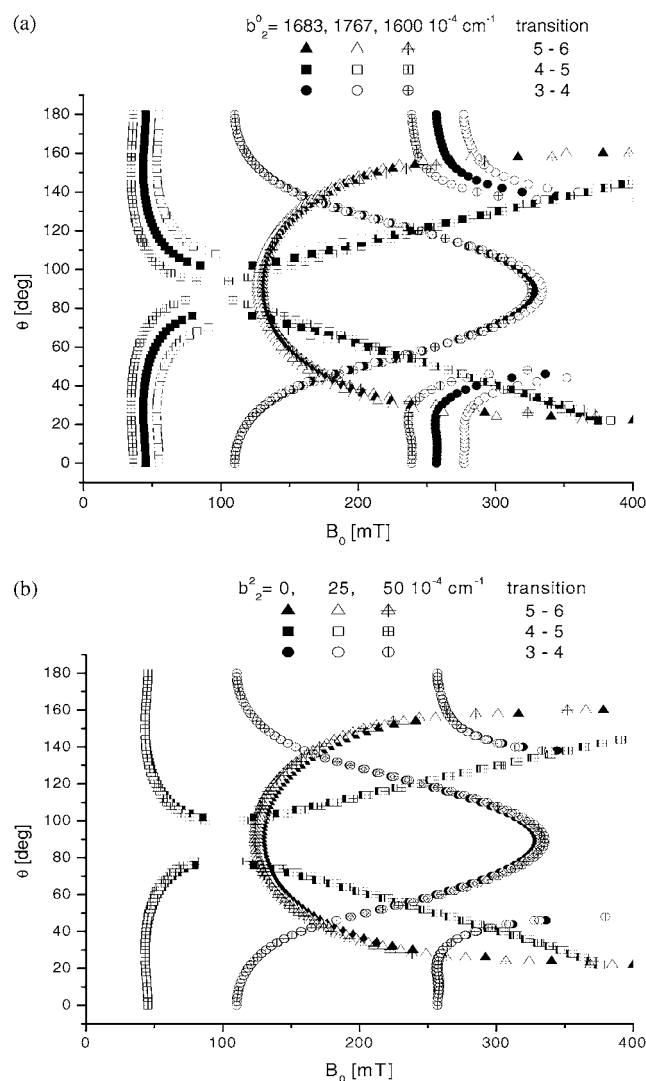 (a)
b⁰₂ = 1683, 1767, 1600 10⁻⁴ cm⁻¹ transition
5 - 6
4 - 5
3 - 4
180
160
140
120
100
80
60
40
20
0
θ [deg]
0 100 200 300 400
B₀ [mT]
(b)
b²₂ = 0, 25, 50 10⁻⁴ cm⁻¹ transition
5 - 6
4 - 5
3 - 4
180
160
140
120
100
80
60
40
20
0
θ [deg]
0 100 200 300 400
B₀ [mT]